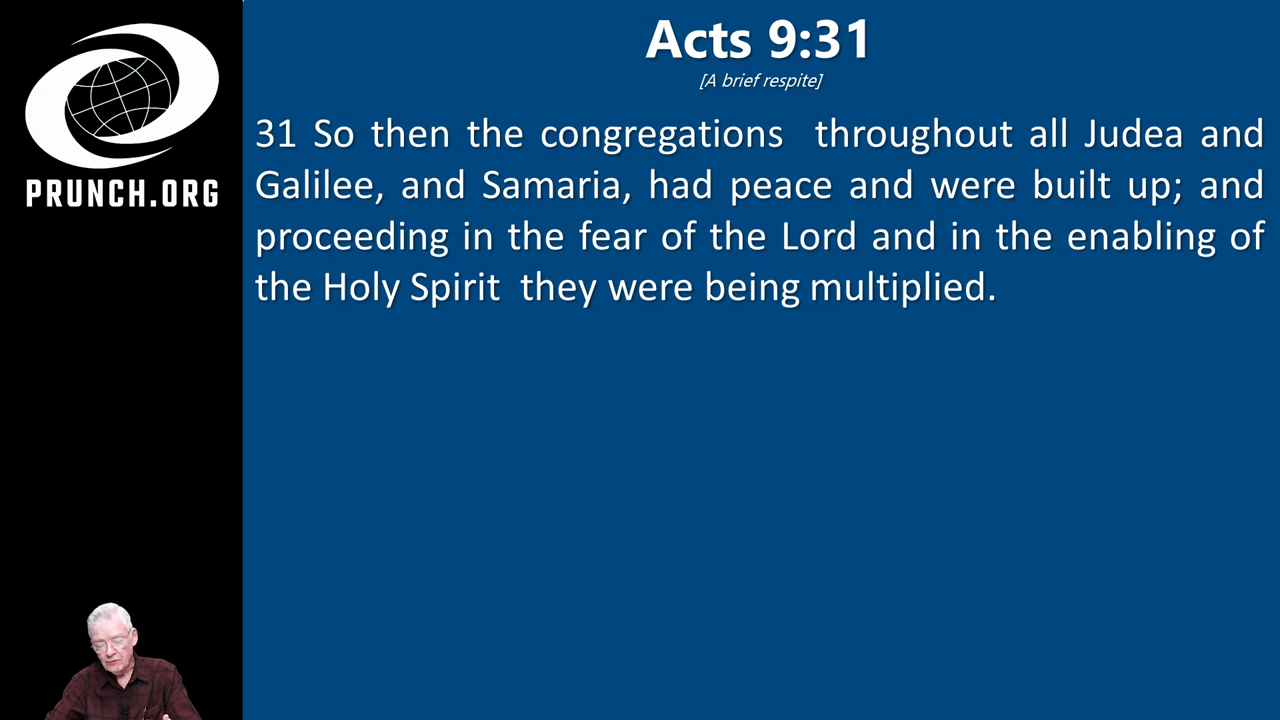 PRUNCH.ORG
Acts 9:31
[A brief respite]
31 So then the congregations throughout all Judea and
Galilee, and Samaria, had peace and were built up; and
proceeding in the fear of the Lord and in the enabling of
the Holy Spirit they were being multiplied.